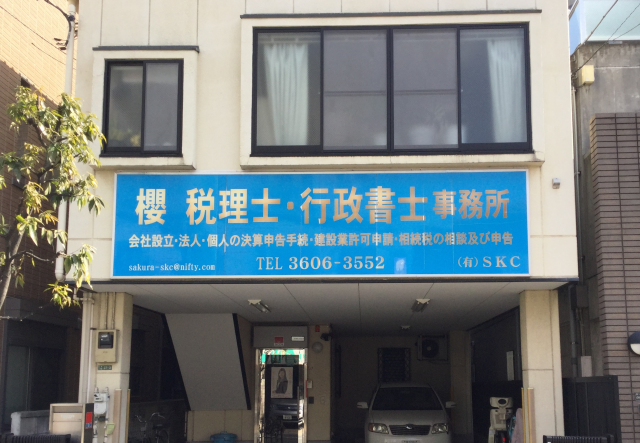 櫻 税理士・行政書士 事務所
会社設立・法人・個人の決算申告手続・建設業許可申請・相続税の相談及び申告
sakura-skc@nifty.com TEL 3606-3552 (有)SKC